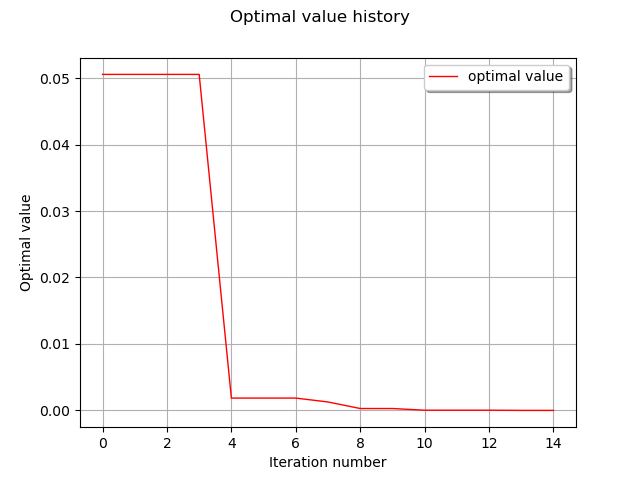 Optimal value history
optimal value
0.05
0.04
0.03
0.02
0.01
0.00
Optimal value
0 2 4 6 8 10 12 14
Iteration number